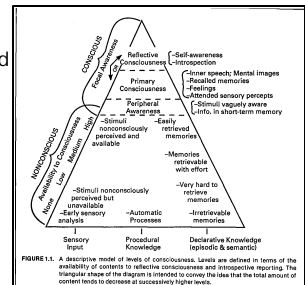 d
CONSCIOUS
Focal Awareness
Reflective
Consciousness
–Self-awareness
–Introspection
OR
Primary
Consciousness
–Inner speech; Mental images
–Recalled memories
–Feelings
–Attended sensory percepts
Peripheral
Awareness
–Stimuli vaguely aware
–Info. in short-term memory
NONCONSCIOUS
Availability to Consciousness
None Low Medium High
–Stimuli
nonconsciously
perceived and
available
–Easily
retrieved
memories
–Memories
retrievable
with effort
–Stimuli nonconsciously
perceived but
unavailable
–Very hard to
retrieve
memories
–Early sensory
analysis
–Automatic
Processes
–Irretrievable
memories
Sensory
Input
Procedural
Knowledge
Declarative Knowledge
(episodic & semantic)
FIGURE 1.1. A descriptive model of levels of consciousness. Levels are defined in terms of the
availability of contents to reflective consciousness and introspective reporting. The
triangular shape of the diagram is intended to convey the idea that the total amount of
content tends to decrease at successively higher levels.